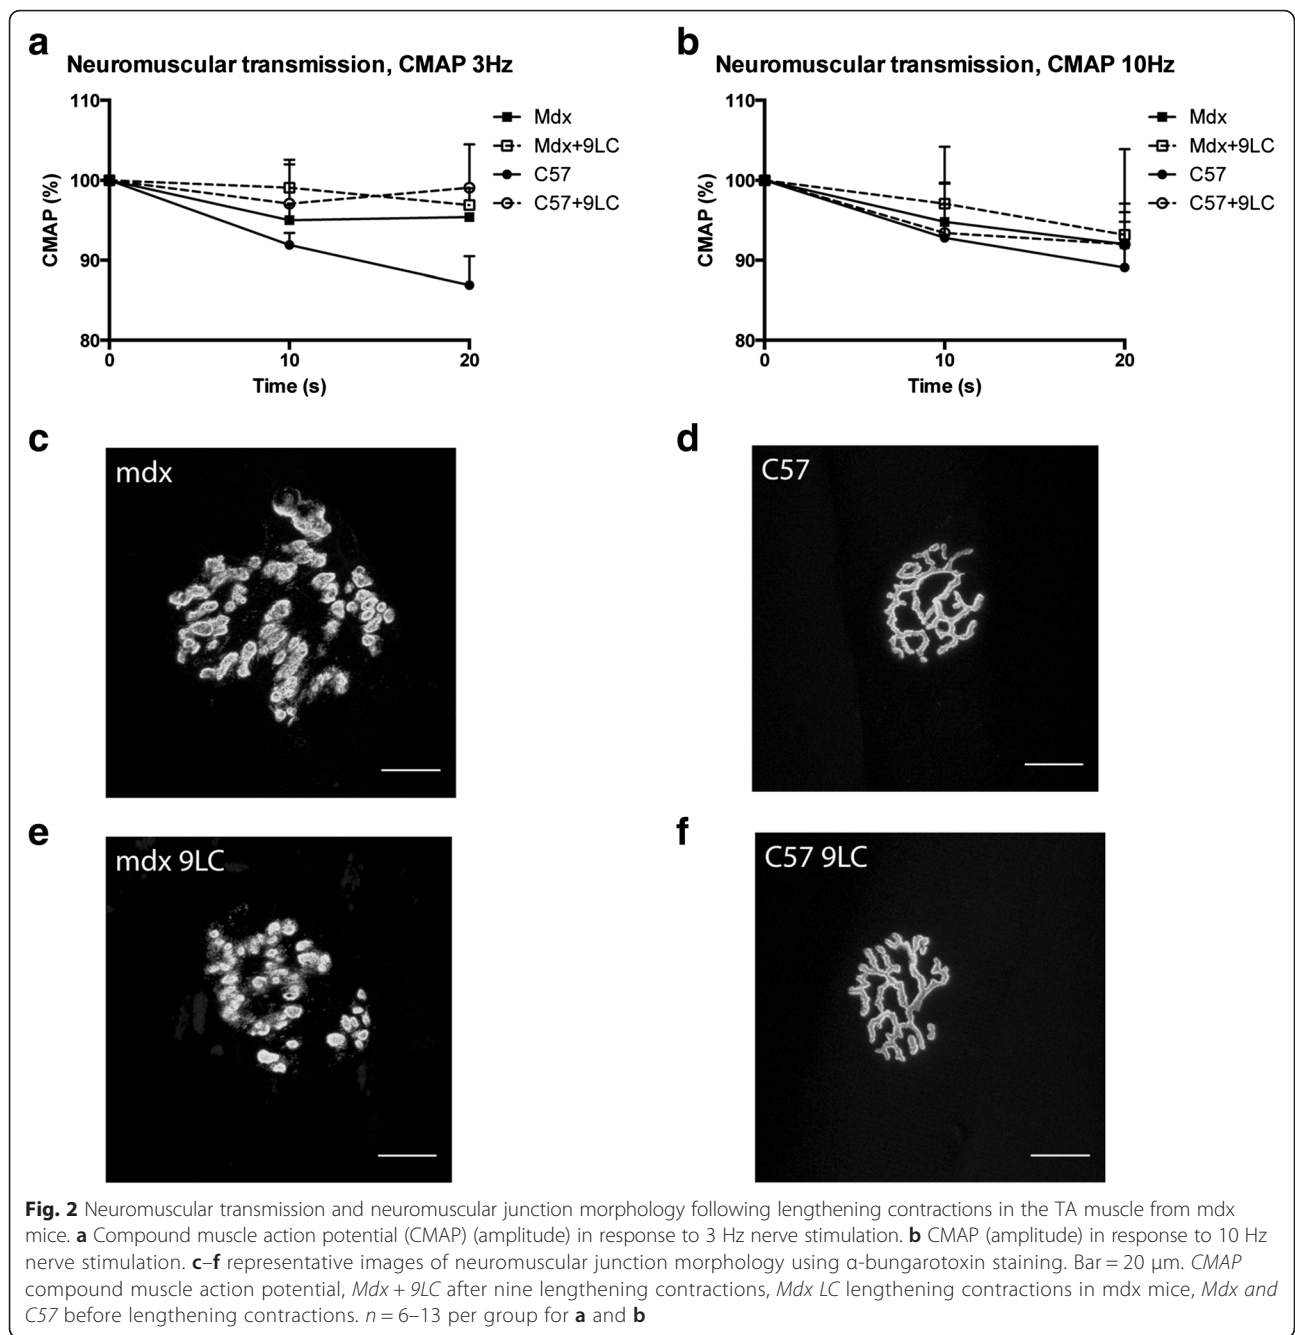 a
Neuromuscular transmission, CMAP 3Hz
110
100
90
80
CMAP (%)
0
10
20
Time (s)
Mdx
Mdx+9LC
C57
C57+9LC
b
Neuromuscular transmission, CMAP 10Hz
110
100
90
80
CMAP (%)
0
10
20
Time (s)
Mdx
Mdx+9LC
C57
C57+9LC
c
mdx
d
C57
e
mdx 9LC
f
C57 9LC
Fig. 2 Neuromuscular transmission and neuromuscular junction morphology following lengthening contractions in the TA muscle from mdx
mice. a Compound muscle action potential (CMAP) (amplitude) in response to 3 Hz nerve stimulation. b CMAP (amplitude) in response to 10 Hz
nerve stimulation. c–f representative images of neuromuscular junction morphology using α-bungarotoxin staining. Bar = 20 μm. CMAP
compound muscle action potential, Mdx + 9LC after nine lengthening contractions, Mdx LC lengthening contractions in mdx mice, Mdx and
C57 before lengthening contractions. n = 6–13 per group for a and b